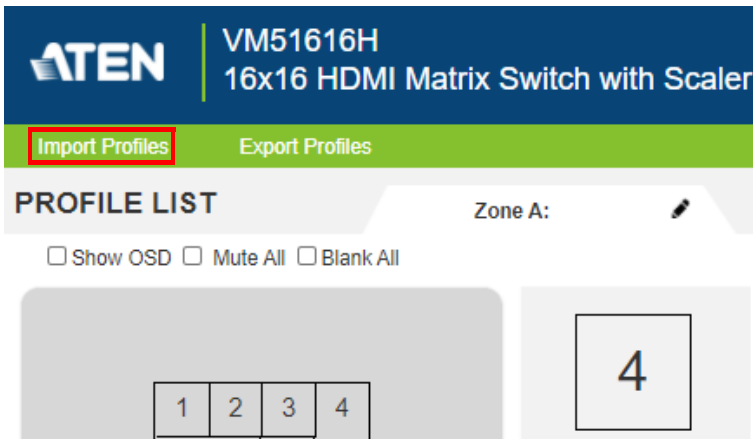 ATEN
VM51616H
16x16 HDMI Matrix Switch with Scaler
Import Profiles Export Profiles
PROFILE LIST
Zone A:
Show OSD Mute All Blank All
1 2 3 4
4